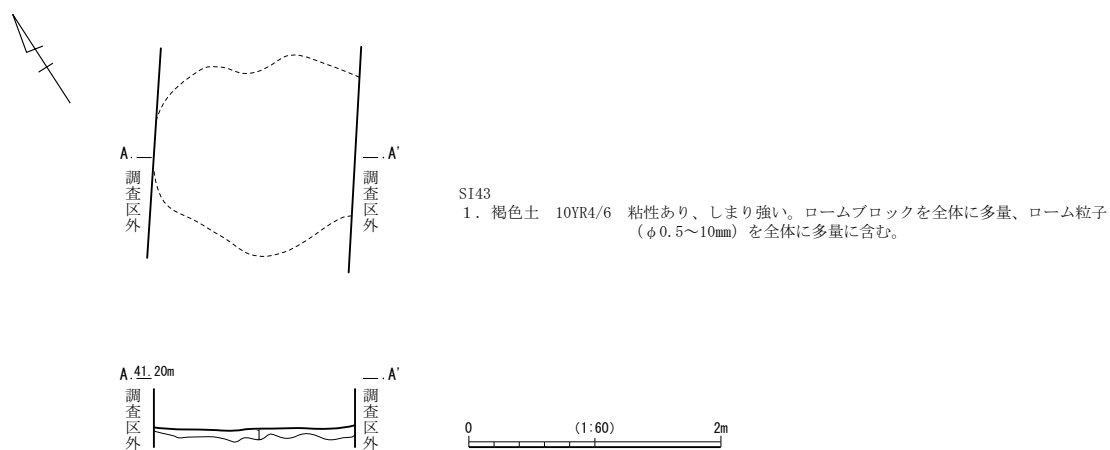 A. A'
調査区外
調査区外
SI43
1. 褐色土 10YR4/6 粘性あり、しまり強い。ロームブロックを全体に多量、ローム粒子
(φ0.5〜10㎜)を全体に多量に含む。
A. 41.20m A'
調査区外
調査区外
0 (1:60) 2m
1